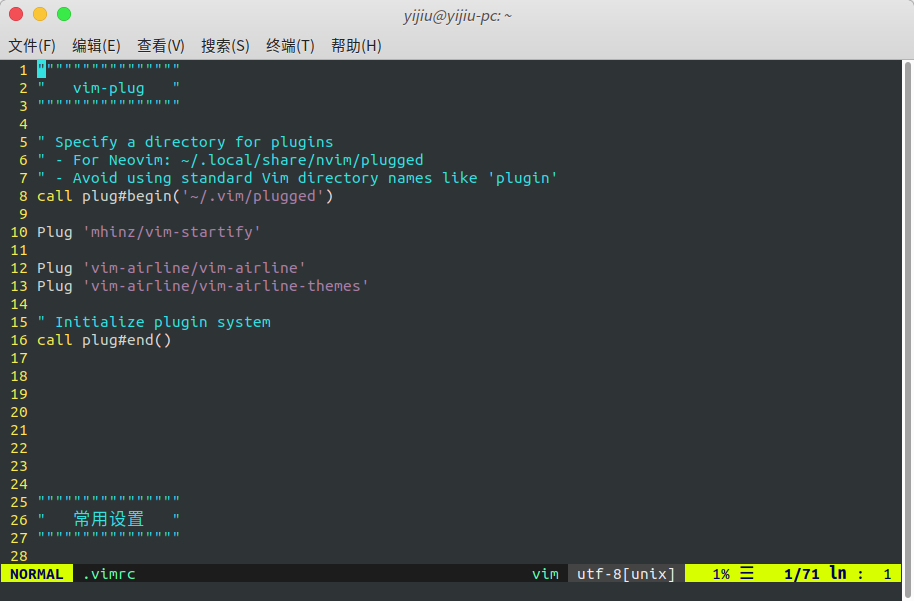 yijiu@yijiu-pc: ~
文件(F) 编辑(E) 查看(V) 搜索(S) 终端(T) 帮助(H)
1 """"""""""""""""
2 "   vim-plug   "
3 """"""""""""""""
4
5 " Specify a directory for plugins
6 " - For Neovim: ~/.local/share/nvim/plugged
7 " - Avoid using standard Vim directory names like 'plugin'
8 call plug#begin('~/.vim/plugged')
9
10 Plug 'mhinz/vim-startify'
11
12 Plug 'vim-airline/vim-airline'
13 Plug 'vim-airline/vim-airline-themes'
14
15 " Initialize plugin system
16 call plug#end()
17
18
19
20
21
22
23
24
25 """"""""""""""""
26 "   常用设置   "
27 """"""""""""""""
28
NORMAL .vimrc vim utf-8[unix] 1% ☰ 1/71 ln : 1